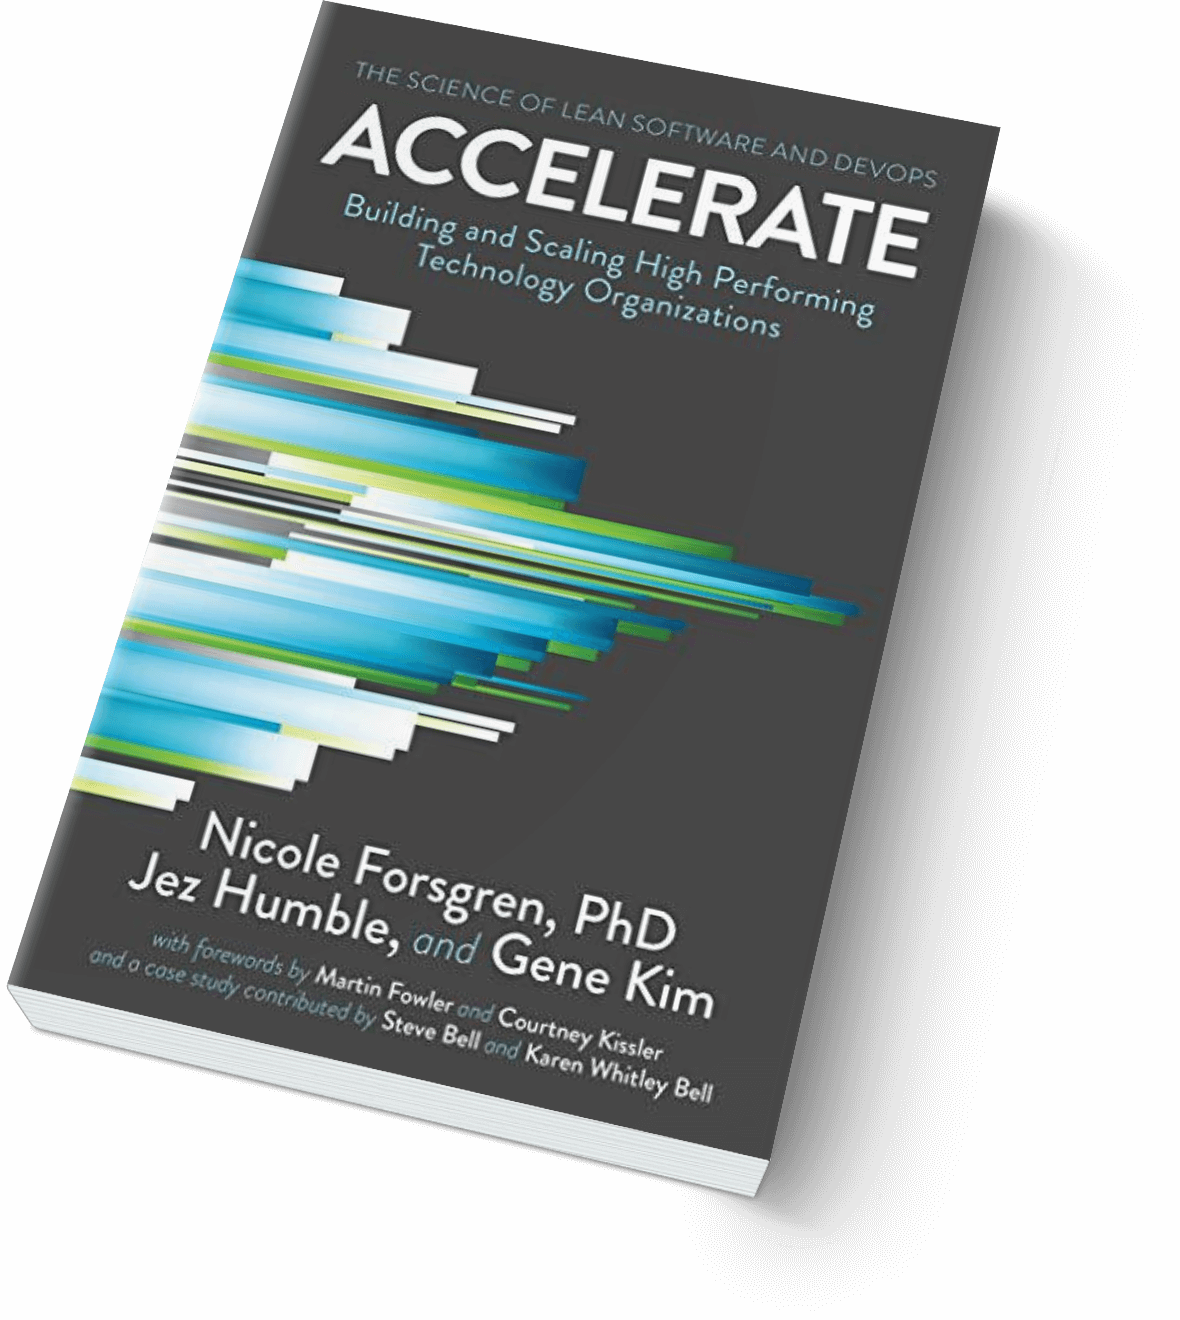 THE SCIENCE OF LEAN SOFTWARE AND DEVOPS
ACCELERATE
Building and Scaling High Performing
Technology Organizations
Nicole Forsgren, PhD
Jez Humble, and Gene Kim
with forewords by Martin Fowler and Courtney Kissler
and a case study contributed by Steve Bell and Karen Whitley Bell